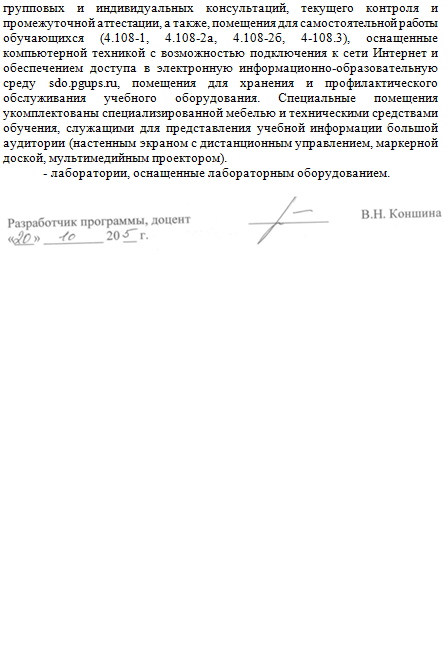 групповых и индивидуальных консультаций, текущего контроля и
промежуточной аттестации, а также, помещения для самостоятельной работы
обучающихся (4.108-1, 4.108-2а, 4.108-2б, 4-108.3), оснащенные
компьютерной техникой с возможностью подключения к сети Интернет и
обеспечением доступа в электронную информационно-образовательную
среду sdo.pgups.ru, помещения для хранения и профилактического
обслуживания учебного оборудования. Специальные помещения
укомплектованы специализированной мебелью и техническими средствами
обучения, служащими для представления учебной информации большой
аудитории (настенным экраном с дистанционным управлением, маркерной
доской, мультимедийным проектором).
- лаборатории, оснащенные лабораторным оборудованием.
Разработчик программы, доцент В.Н. Коншина
«20» 10 2015 г.